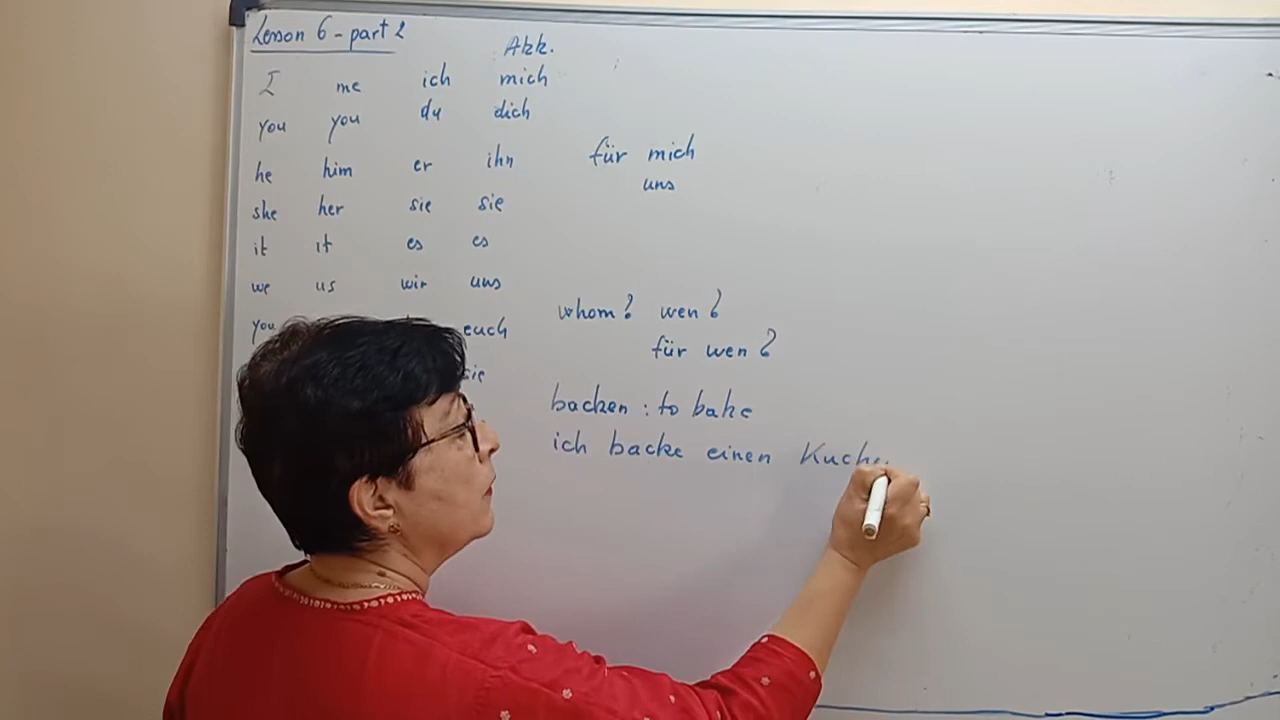 Lesson 6 - part 2
Akk.
I me ich mich
you you du dich
he him er ihn
she her sie sie
it it es es
we us wir uns
you euch
sie
für mich
uns
whom? wen?
für wen?
backen : to bake
ich backe einen